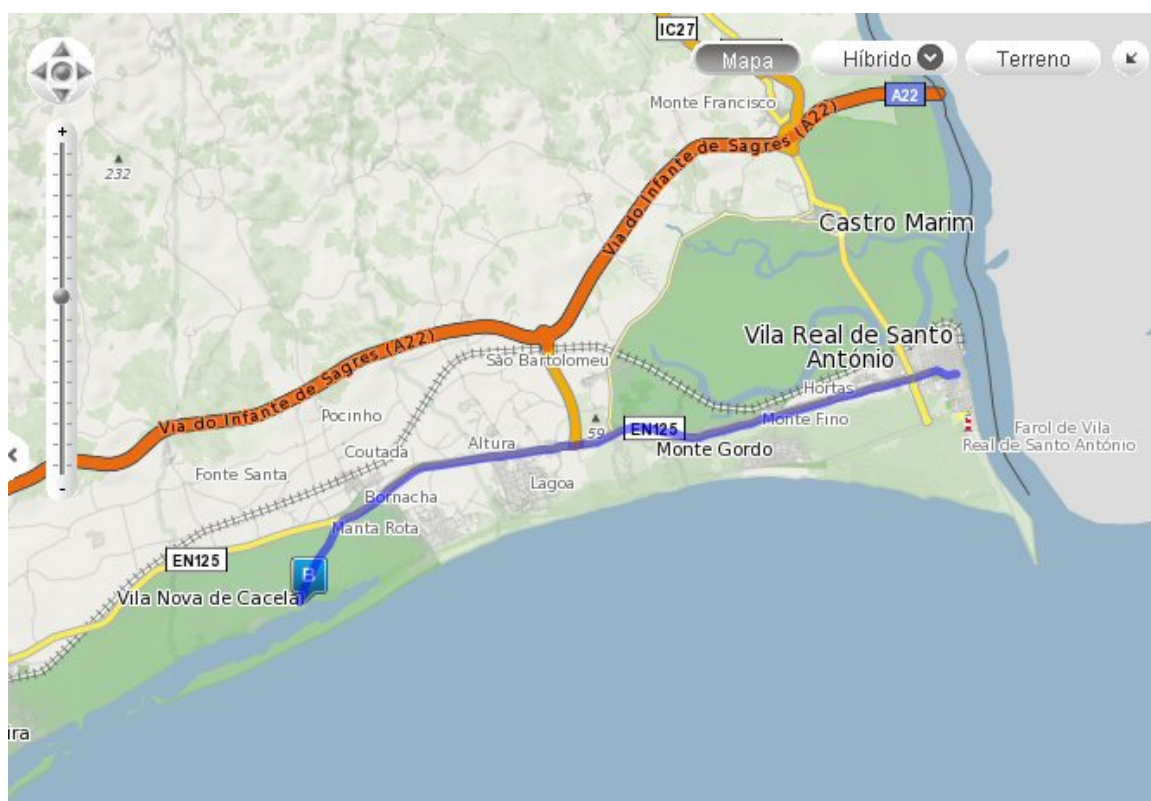 IC27
Mapa
Híbrido
Terreno
A22
Monte Francisco
+
232
Via do Infante de Sagres (A22)
Castro Marim
Vila Real de Santo
António
São Bartolomeu
Via do Infante de Sagres (A22)
Hortas
Pocinho
Monte Fino
59
EN125
Farol de Vila
Real de Santo António
Altura
Coutada
Monte Gordo
Fonte Santa
Lagoa
-
Bornacha
Manta Rota
EN125
B
Vila Nova de Cacela
ira